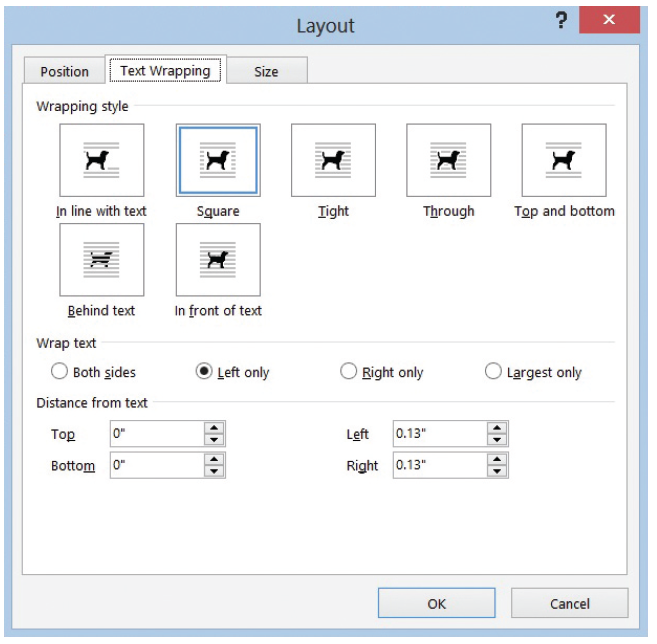 Layout
? ×
Position Text Wrapping Size
Wrapping style
In line with text Square Tight Through Top and bottom
Behind text In front of text
Wrap text
Both sides Left only Right only Largest only
Distance from text
Top 0" Left 0.13"
Bottom 0" Right 0.13"
OK Cancel